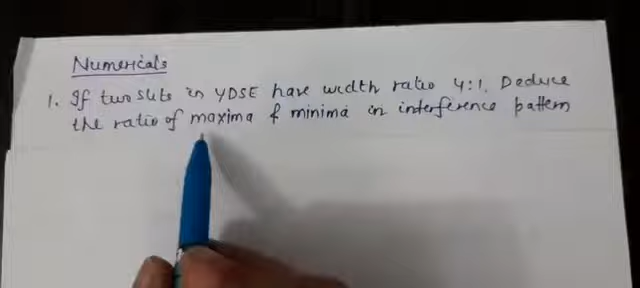 Numericals
1. If two slits in YDSE have width ratio 4:1. Deduce
the ratio of maxima & minima in interference pattern